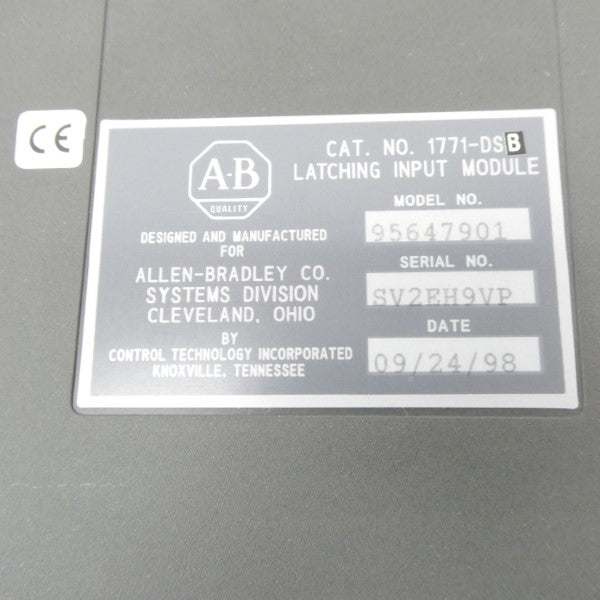 CE
A-B
QUALITY
CAT. NO. 1771-DSB
LATCHING INPUT MODULE
DESIGNED AND MANUFACTURED
FOR
ALLEN-BRADLEY CO.
SYSTEMS DIVISION
CLEVELAND, OHIO
BY
CONTROL TECHNOLOGY INCORPORATED
KNOXVILLE, TENNESSEE
MODEL NO.
95647901
SERIAL NO.
SV2EH9VP
DATE
09/24/98